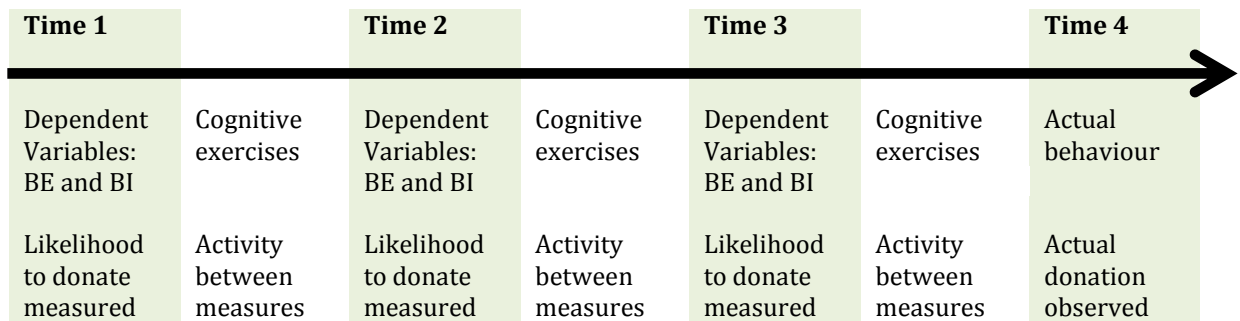 Time 1 Time 2 Time 3 Time 4
Dependent Cognitive Dependent Cognitive Dependent Cognitive Actual
Variables: exercises Variables: exercises Variables: exercises behaviour
BE and BI BE and BI BE and BI
Likelihood Activity Likelihood Activity Likelihood Activity Actual
to donate between to donate between to donate between donation
measured measures measured measures measured measures observed